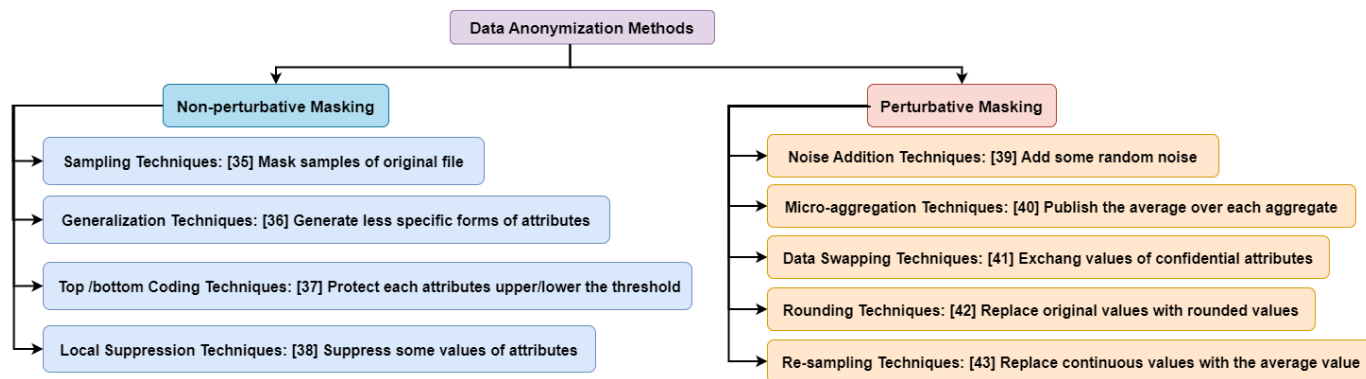 Data Anonymization Methods
Non-perturbative Masking
Sampling Techniques: [35] Mask samples of original file
Generalization Techniques: [36] Generate less specific forms of attributes
Top /bottom Coding Techniques: [37] Protect each attributes upper/lower the threshold
Local Suppression Techniques: [38] Suppress some values of attributes
Perturbative Masking
Noise Addition Techniques: [39] Add some random noise
Micro-aggregation Techniques: [40] Publish the average over each aggregate
Data Swapping Techniques: [41] Exchang values of confidential attributes
Rounding Techniques: [42] Replace original values with rounded values
Re-sampling Techniques: [43] Replace continuous values with the average value